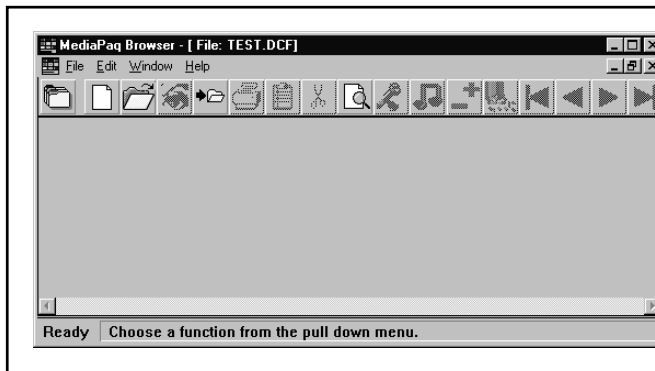 MediaPaq Browser - [ File: TEST.DCF]
File Edit Window Help
Ready Choose a function from the pull down menu.